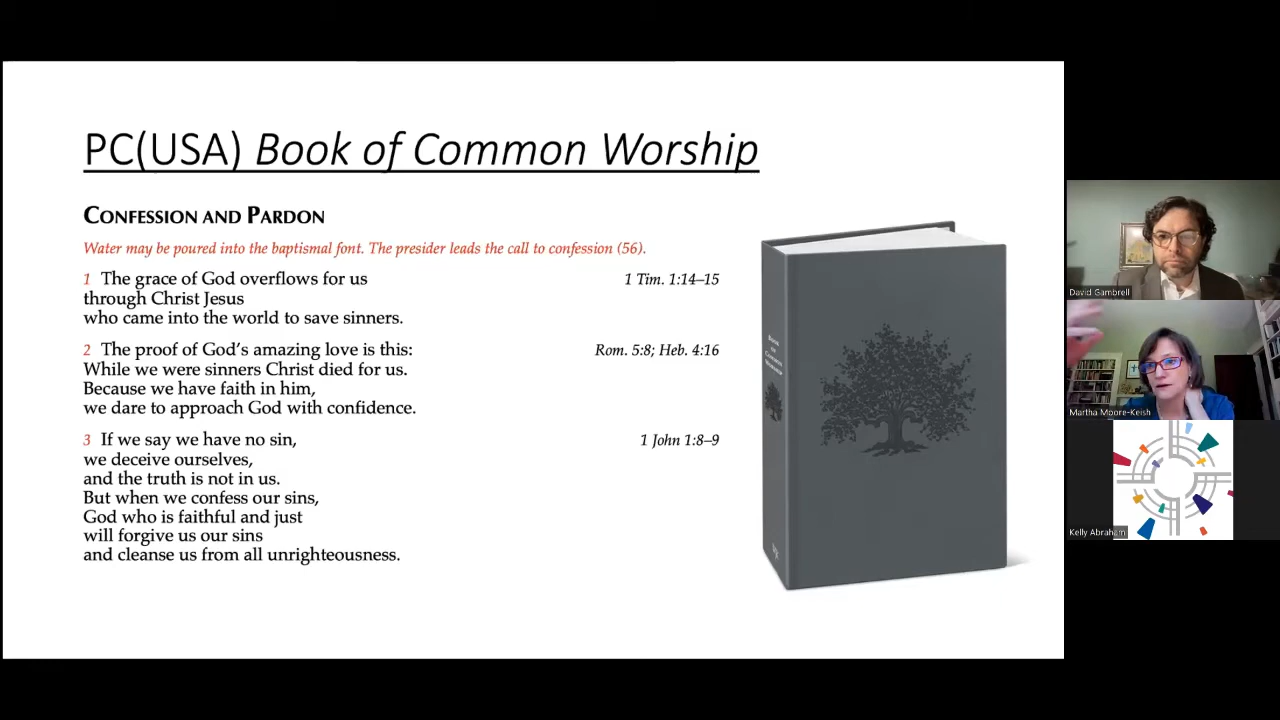 PC(USA) Book of Common Worship
CONFESSION AND PARDON
Water may be poured into the baptismal font. The presider leads the call to confession (56).
1 The grace of God overflows for us 1 Tim. 1:14–15
through Christ Jesus
who came into the world to save sinners.
2 The proof of God's amazing love is this: Rom. 5:8; Heb. 4:16
While we were sinners Christ died for us.
Because we have faith in him,
we dare to approach God with confidence.
3 If we say we have no sin, 1 John 1:8–9
we deceive ourselves,
and the truth is not in us.
But when we confess our sins,
God who is faithful and just
will forgive us our sins
and cleanse us from all unrighteousness.
Book
of
Common
Worship
David Gambrell
Martha Moore-Keish
Kelly Abraham